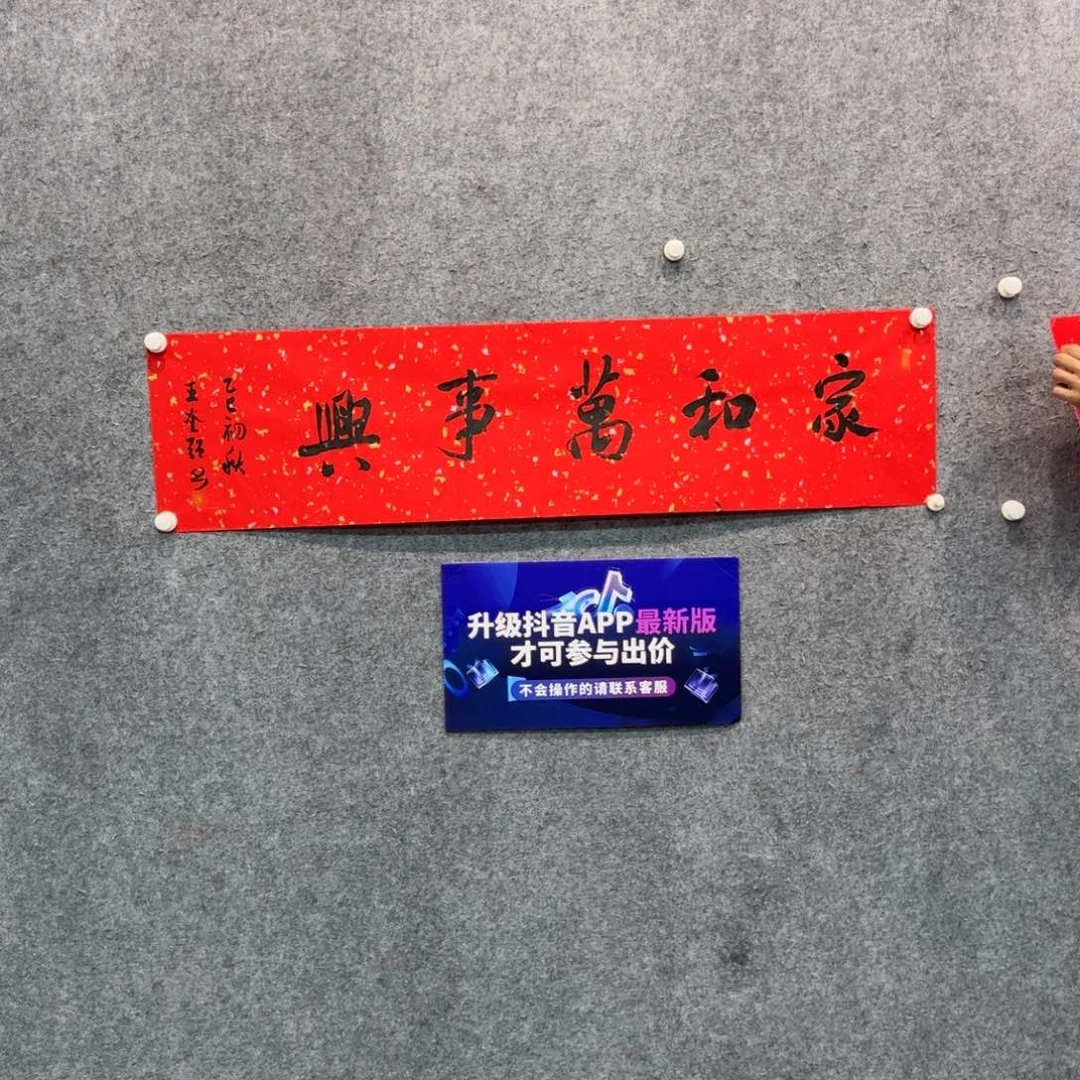 家和萬事興
乙巳初秋
升级抖音APP最新版
才可参与出价
不会操作的请联系客服